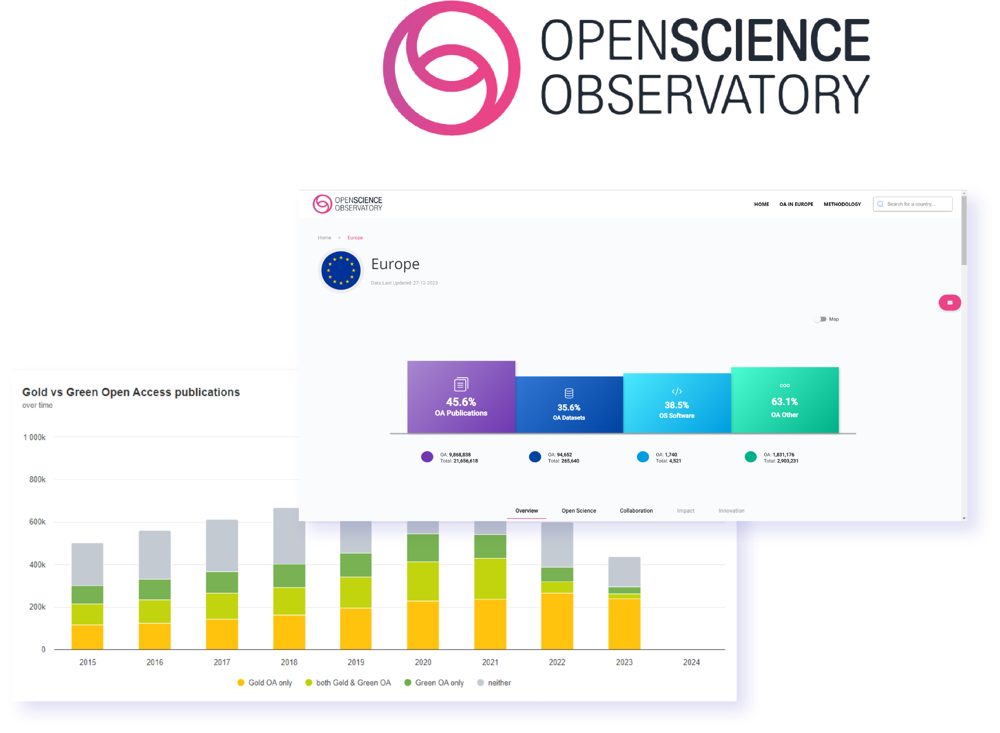 OPENSCIENCE
OBSERVATORY
OPENSCIENCE
OBSERVATORY
HOME
OA IN EUROPE
METHODOLOGY
Search for a country...
Home > Europe
Europe
Data Last Updated: 27-12-2023
Map
45.6%
OA Publications
35.6%
OA Datasets
38.5%
OS Software
63.1%
OA Other
OA: 9,868,838
Total: 21,656,618
OA: 94,652
Total: 265,640
OA: 1,740
Total: 4,521
OA: 1,831,176
Total: 2,903,231
Overview
Open Science
Collaboration
Impact
Innovation
Gold vs Green Open Access publications
over time
1 000k
800k
600k
400k
200k
0
2015
2016
2017
2018
2019
2020
2021
2022
2023
2024
Gold OA only
both Gold & Green OA
Green OA only
neither